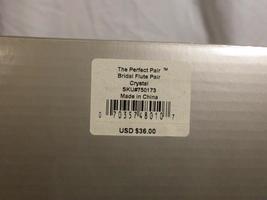 The Perfect Pair ™
Bridal Flute Pair
Crystal
SKU#750173
Made in China
0 70357 48010 7
USD $36.00